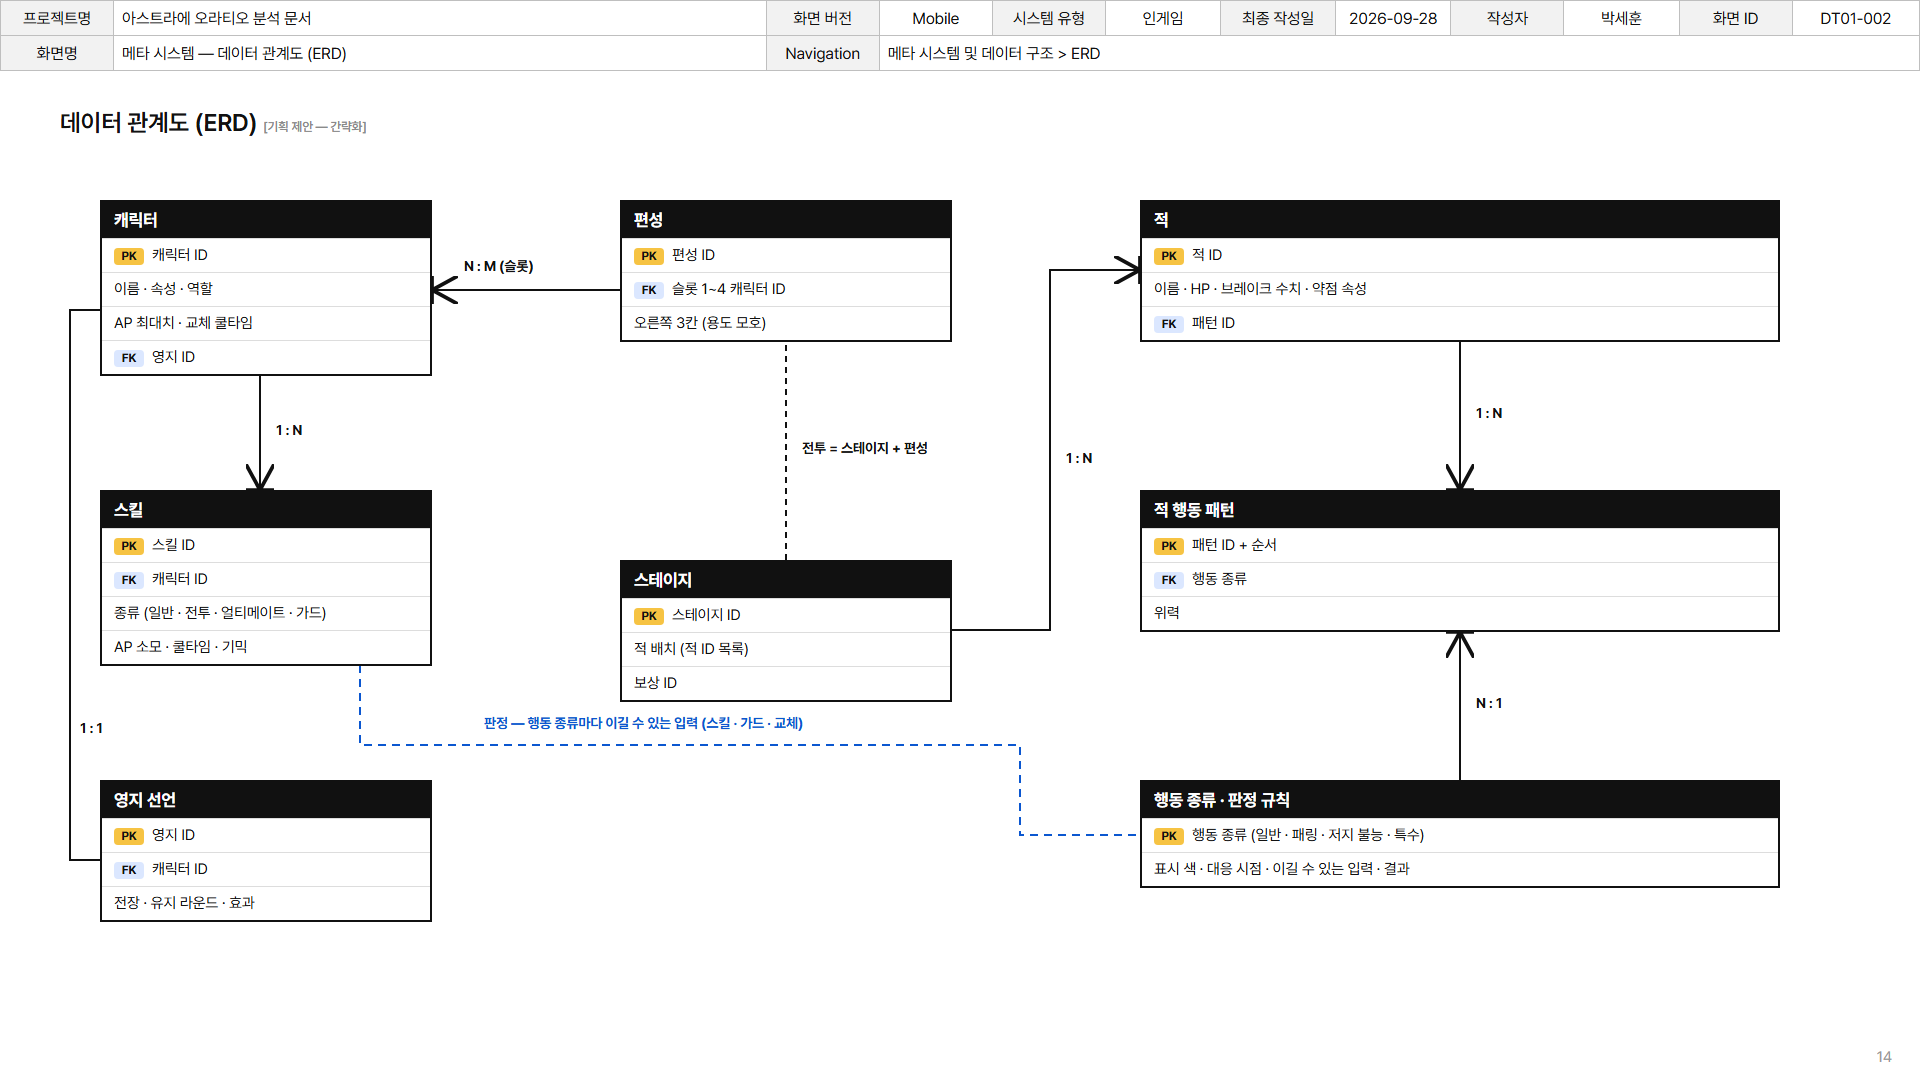 프로젝트명 아스트라에 오라티오 분석 문서 화면 버전 Mobile 시스템 유형 인게임 최종 작성일 2026-09-28 작성자 박세훈 화면 ID DT01-002
화면명 메타 시스템 — 데이터 관계도 (ERD) Navigation 메타 시스템 및 데이터 구조 > ERD
데이터 관계도 (ERD) [기획 제안 — 간략화]
캐릭터
PK 캐릭터 ID
이름 · 속성 · 역할
AP 최대치 · 교체 쿨타임
FK 영지 ID
N : M (슬롯)
편성
PK 편성 ID
FK 슬롯 1~4 캐릭터 ID
오른쪽 3칸 (용도 모호)
적
PK 적 ID
이름 · HP · 브레이크 수치 · 약점 속성
FK 패턴 ID
1 : N
전투 = 스테이지 + 편성
1 : N
1 : N
스킬
PK 스킬 ID
FK 캐릭터 ID
종류 (일반 · 전투 · 얼티메이트 · 가드)
AP 소모 · 쿨타임 · 기믹
스테이지
PK 스테이지 ID
적 배치 (적 ID 목록)
보상 ID
적 행동 패턴
PK 패턴 ID + 순서
FK 행동 종류
위력
1 : 1
판정 — 행동 종류마다 이길 수 있는 입력 (스킬 · 가드 · 교체)
N : 1
영지 선언
PK 영지 ID
FK 캐릭터 ID
전장 · 유지 라운드 · 효과
행동 종류 · 판정 규칙
PK 행동 종류 (일반 · 패링 · 저지 불능 · 특수)
표시 색 · 대응 시점 · 이길 수 있는 입력 · 결과
14